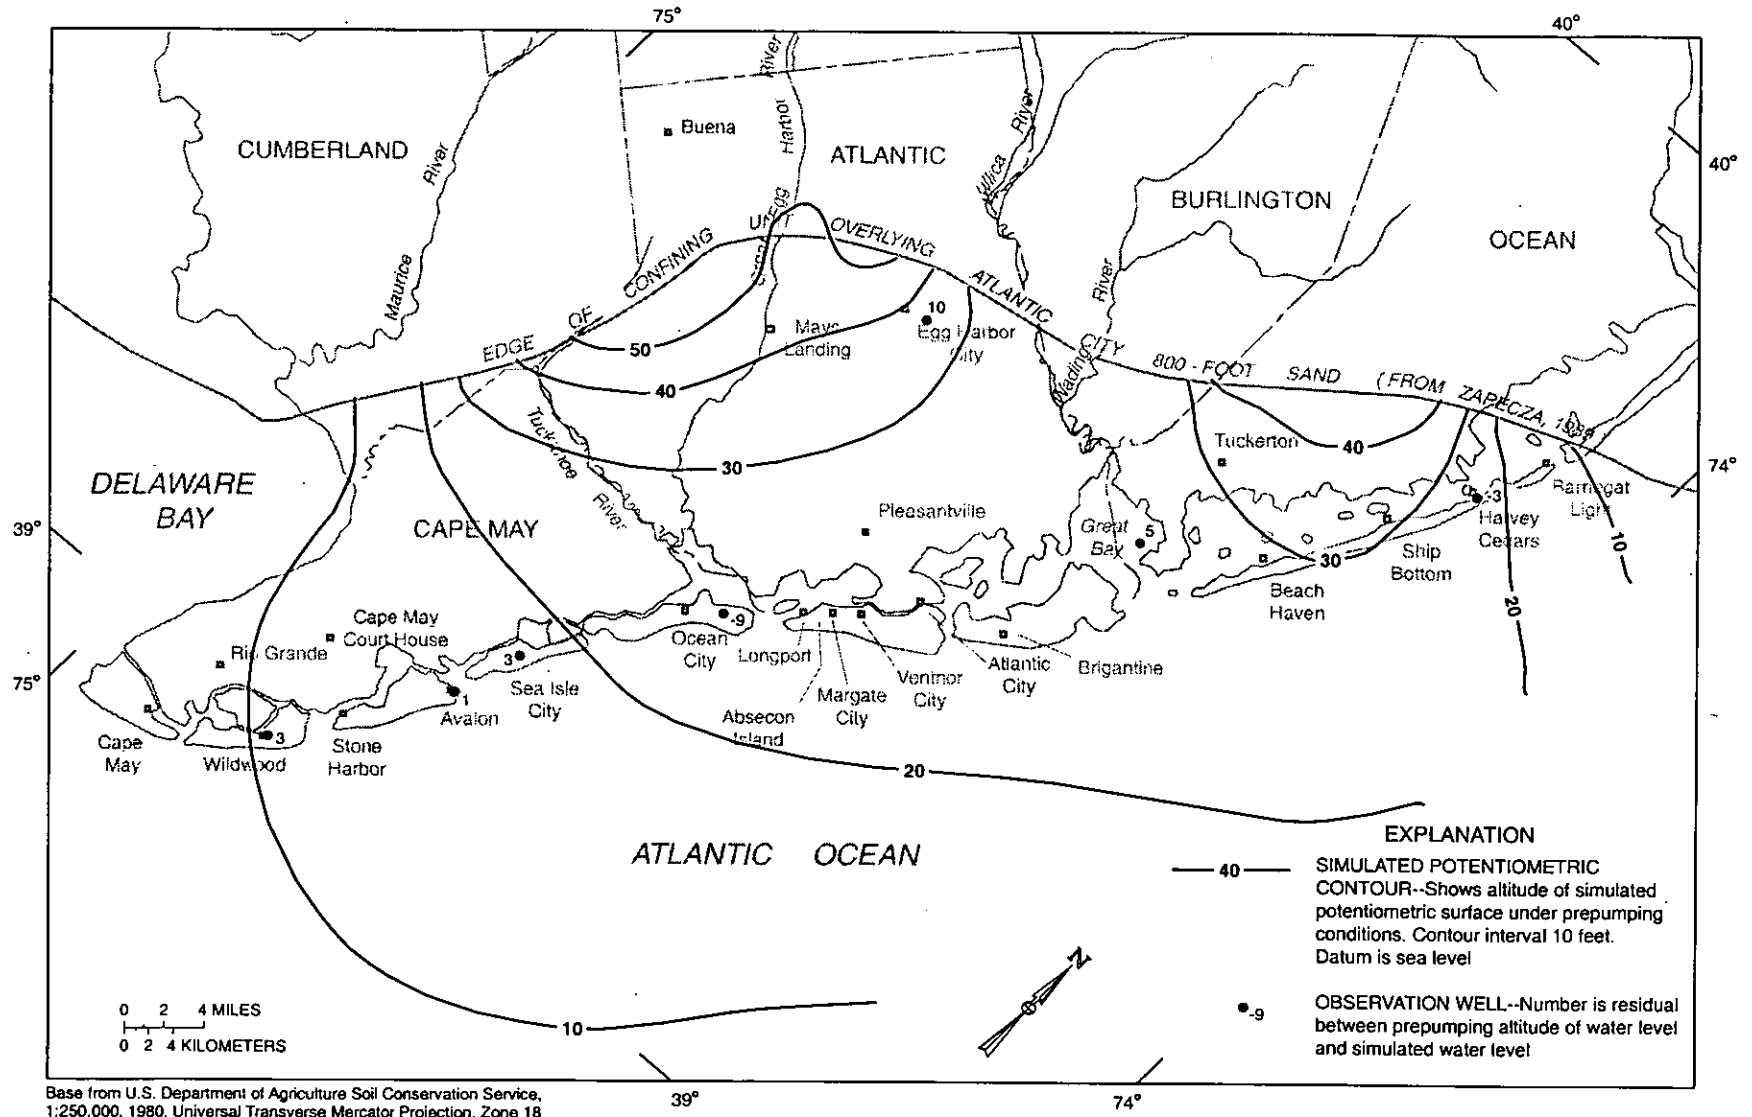 75°
40°
CUMBERLAND
River
Maurice
Buena
River
Harbor
Egg
ATLANTIC
River
BURLINGTON
OCEAN
40°
River
Wading
EDGE OF CONFINING UNIT OVERLYING ATLANTIC CITY 800-FOOT SAND (FROM ZAPECZA, 1989
50
Mays
Landing
10
Egg Harbor
City
40
30
Tuckahoe
River
Tuckerton
40
74°
-3
Barnegat
Light
Harvey
Cedars
10
DELAWARE
BAY
39°
CAPE MAY
Pleasantville
Great
Bay
5
30
Ship
Bottom
Beach
Haven
20
Cape May
Court House
Rio Grande
75°
3
-9
Ocean
City
Longport
Sea Isle
City
1
Avalon
Margate
City
Ventnor
City
Atlantic
City
Brigantine
Absecon
Island
Cape
May
3
Wildwood
Stone
Harbor
20
ATLANTIC OCEAN
10
0 2 4 MILES
0 2 4 KILOMETERS
N
EXPLANATION
40
SIMULATED POTENTIOMETRIC
CONTOUR--Shows altitude of simulated
potentiometric surface under prepumping
conditions. Contour interval 10 feet.
Datum is sea level
-9
OBSERVATION WELL--Number is residual
between prepumping altitude of water level
and simulated water level
Base from U.S. Department of Agriculture Soil Conservation Service,
1:250,000, 1980, Universal Transverse Mercator Projection, Zone 18
39°
74°